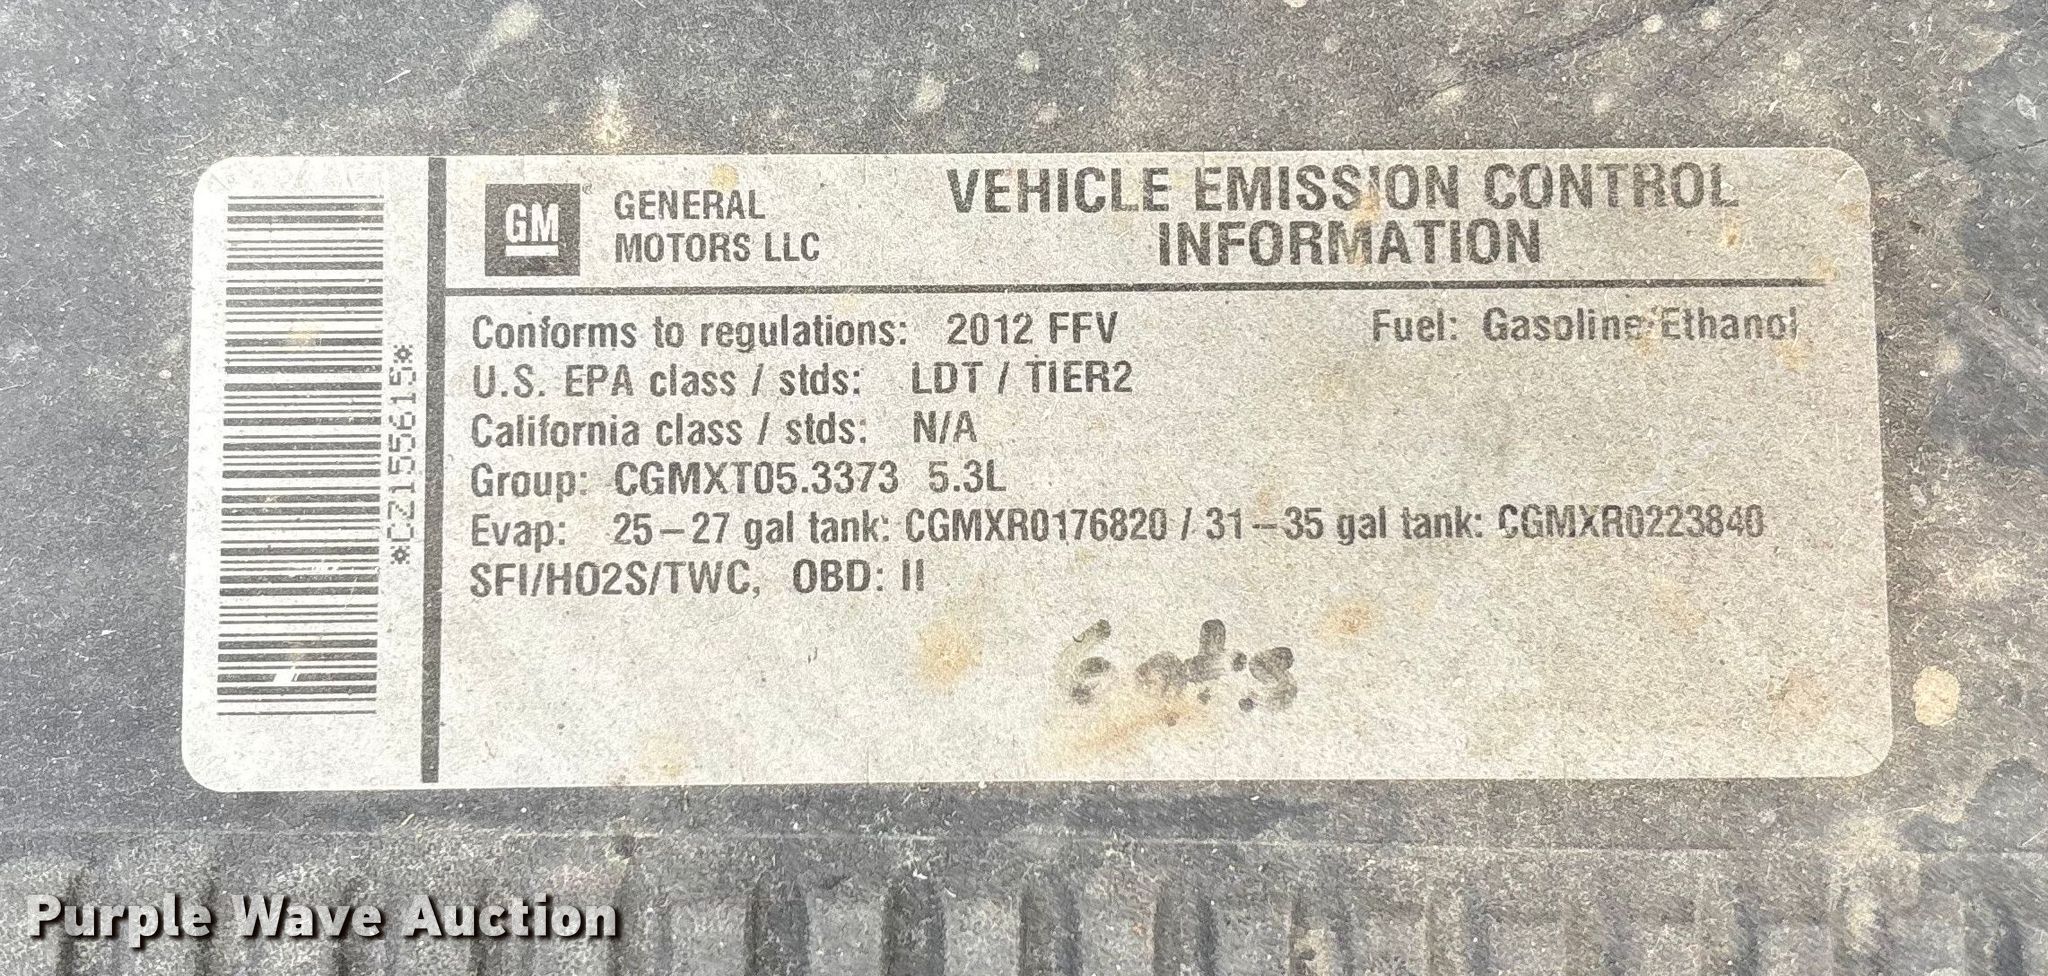 GM
GENERAL
MOTORS LLC
VEHICLE EMISSION CONTROL
INFORMATION
*CZ155615*
Conforms to regulations: 2012 FFV
Fuel: Gasoline/Ethanol
U.S. EPA class / stds: LDT / TIER2
California class / stds: N/A
Group: CGMXT05.3373 5.3L
Evap: 25-27 gal tank: CGMXR0176820 / 31-35 gal tank: CGMXR0223840
SFI/HO2S/TWC, OBD: II
Purple Wave Auction